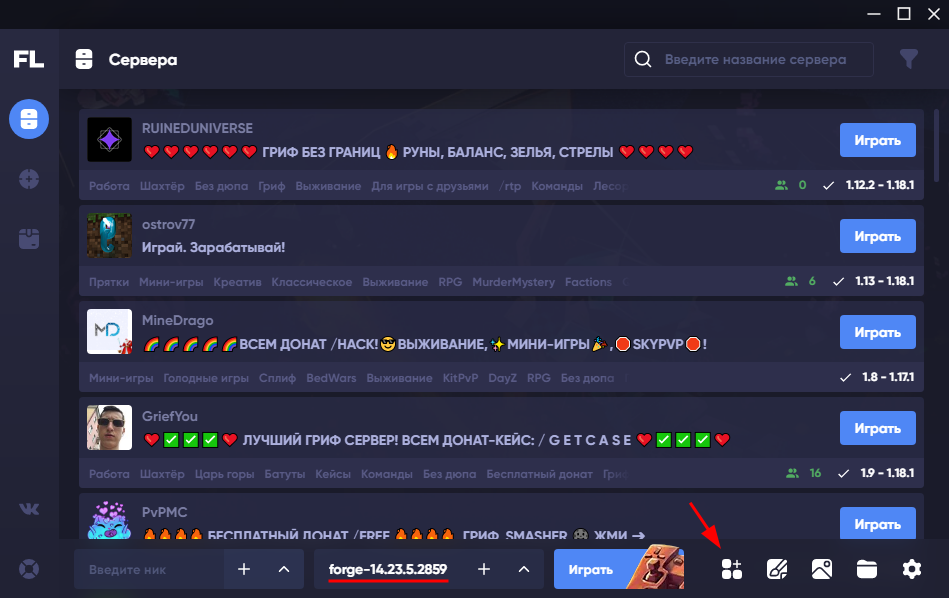 FL
Сервера
Введите название сервера
RUINEDUNIVERSE
❤️ ❤️ ❤️ ❤️ ❤️ ❤️ ГРИФ БЕЗ ГРАНИЦ 🔥 РУНЫ, БАЛАНС, ЗЕЛЬЯ, СТРЕЛЫ ❤️ ❤️ ❤️ ❤️
Играть
Работа Шахтёр Без дюпа Гриф Выживание Для игры с друзьями /rtp Команды 0 1.12.2 - 1.18.1
ostrov77
Играй. Зарабатывай!
Играть
Прятки Мини-игры Креатив Классическое Выживание RPG MurderMystery Factions 6 1.13 - 1.18.1
MD
MineDrago
🌈 🌈 🌈 🌈 🌈 ВСЕМ ДОНАТ /НАСК! 😎 ВЫЖИВАНИЕ, ✨ МИНИ-ИГРЫ 🎉 , 🛑 SKYPVP 🛑 !
Играть
Мини-игры Голодные игры Сплиф BedWars Выживание KitPvP DayZ RPG Без дюпа 1.8 - 1.17.1
GriefYou
❤️ ✅ ✅ ✅ ❤️ ЛУЧШИЙ ГРИФ СЕРВЕР! ВСЕМ ДОНАТ-КЕЙС: / G E T C A S E ❤️ ✅ ✅ ✅ ❤️
Играть
Работа Шахтёр Царь горы Батуты Кейсы Команды Без дюпа Бесплатный донат 16 1.9 - 1.18.1
PvPMC
🔥 🔥 🔥 🔥 БЕСПЛАТНЫЙ ДОНАТ /FREE 🔥 🔥 🔥 🔥 ГРИФ, SMASHER ЖМИ →
Играть
Введите ник
forge-14.23.5.2859
Играть